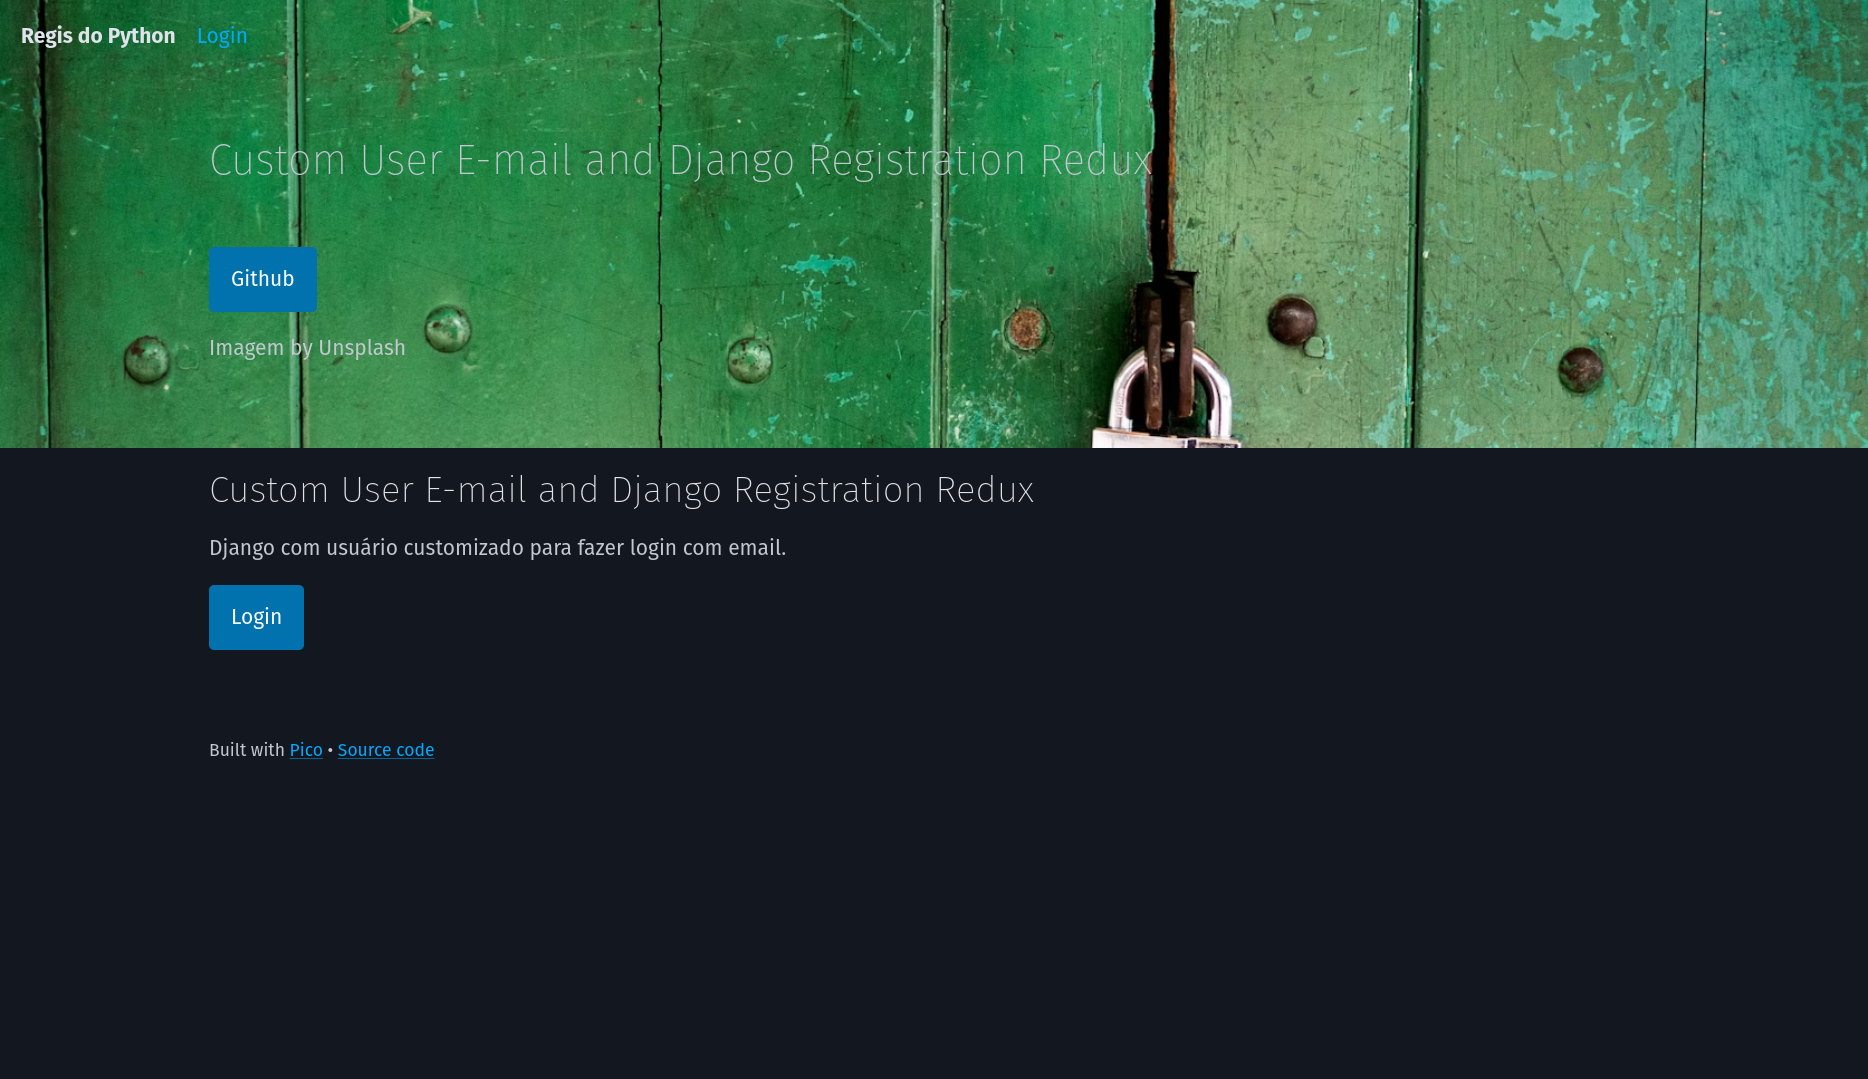 Regis do Python Login
Custom User E-mail and Django Registration Redux
Github
Imagem by Unsplash
Custom User E-mail and Django Registration Redux
Django com usuário customizado para fazer login com email.
Login
Built with Pico • Source code